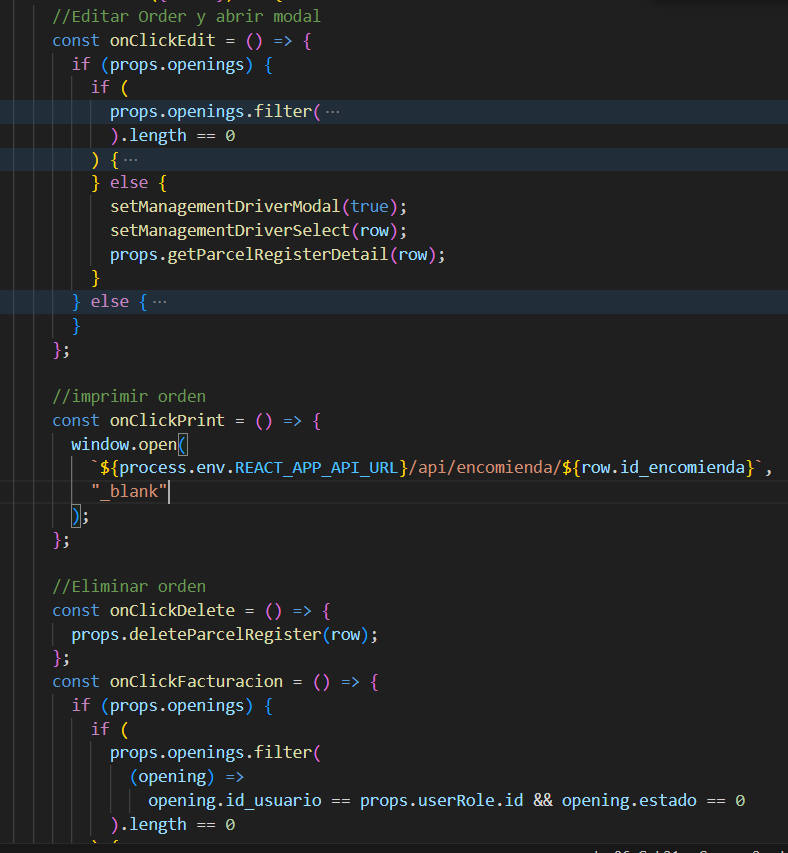 //Editar Order y abrir modal
const onClickEdit = () => {
if (props.openings) {
if (
props.openings.filter( ···
).length == 0
) { ···
} else {
setManagementDriverModal(true);
setManagementDriverSelect(row);
props.getParcelRegisterDetail(row);
}
} else { ···
}
};
//imprimir orden
const onClickPrint = () => {
window.open(
`${process.env.REACT_APP_API_URL}/api/encomienda/${row.id_encomienda}`,
"_blank"
);
};
//Eliminar orden
const onClickDelete = () => {
props.deleteParcelRegister(row);
};
const onClickFacturacion = () => {
if (props.openings) {
if (
props.openings.filter(
(opening) =>
opening.id_usuario == props.userRole.id && opening.estado == 0
).length == 0